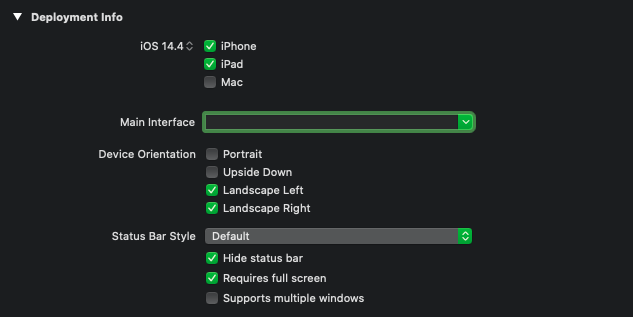 Deployment Info
iOS 14.4 iPhone
iPad
Mac
Main Interface
Device Orientation Portrait
Upside Down
Landscape Left
Landscape Right
Status Bar Style Default
Hide status bar
Requires full screen
Supports multiple windows